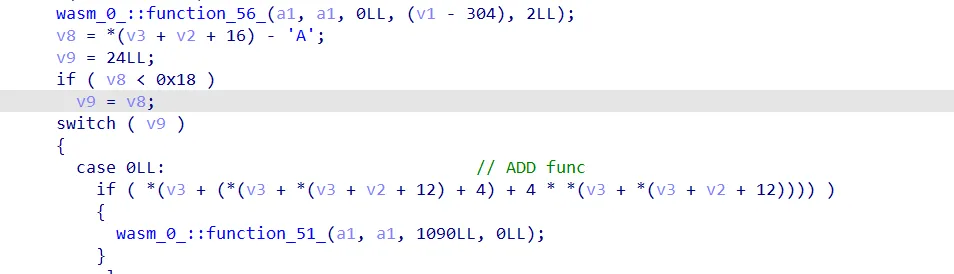 wasm_0_::function_56_(a1, a1, 0LL, (v1 - 304), 2LL);
v8 = *(v3 + v2 + 16) - 'A';
v9 = 24LL;
if ( v8 < 0x18 )
v9 = v8;
switch ( v9 )
{
case 0LL: // ADD func
if ( *(v3 + (*(v3 + *(v3 + v2 + 12) + 4) + 4 * *(v3 + *(v3 + v2 + 12)))) )
{
wasm_0_::function_51_(a1, a1, 1090LL, 0LL);
}